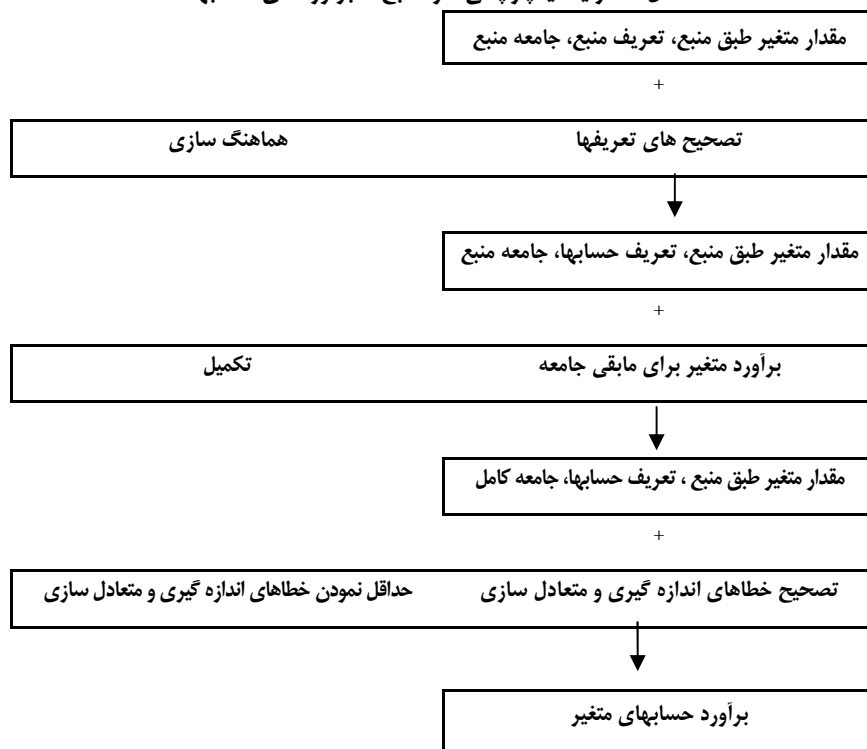 مقدار متغیر طبق منبع، تعریف منبع، جامعه منبع
+
تصحیح های تعریفها هماهنگ سازی
مقدار متغیر طبق منبع، تعریف حسابها، جامعه منبع
+
برآورد متغیر برای مابقی جامعه تکمیل
مقدار متغیر طبق منبع ، تعریف حسابها، جامعه کامل
+
تصحیح خطاهای اندازه گیری و متعادل سازی حداقل نمودن خطاهای اندازه گیری و متعادل سازی
برآورد حسابهای متغیر